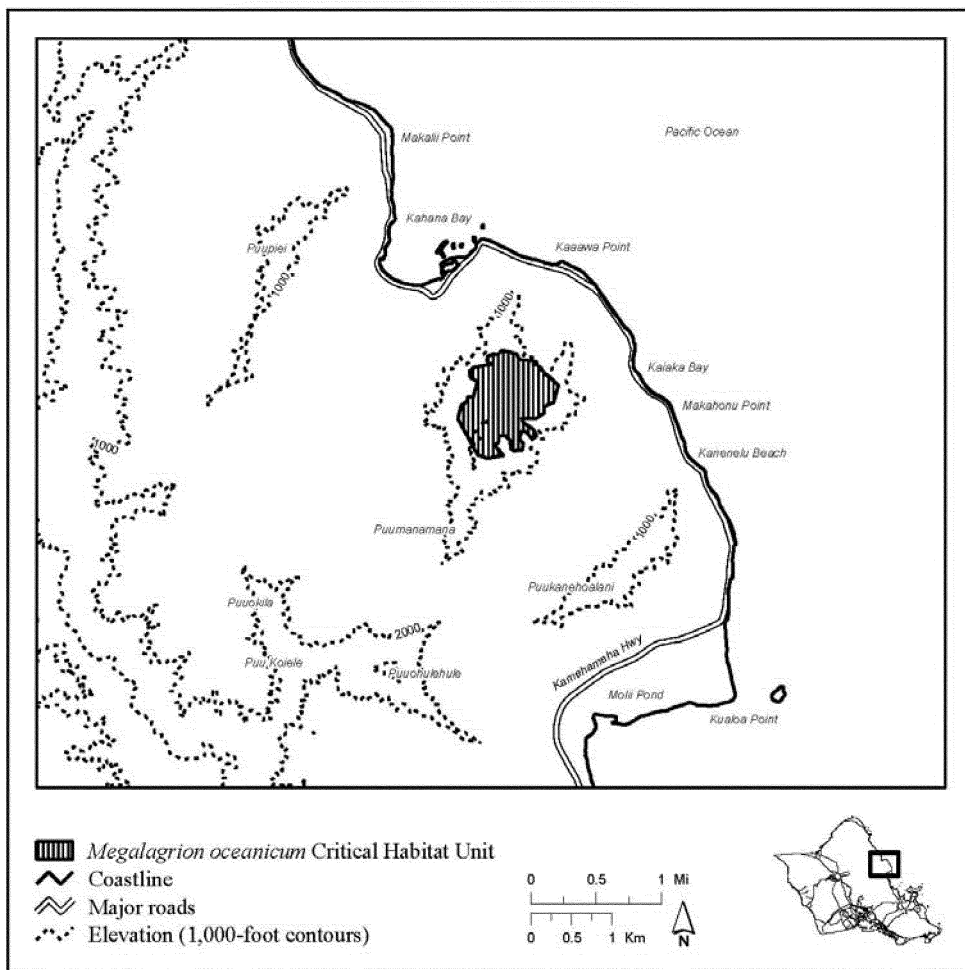 Makalii Point
Pacific Ocean
Kahana Bay
Puupiei
Kaaawa Point
1000
1000
Kaiaka Bay
Makahonu Point
1000
Kanenelu Beach
1000
Puumanamana
Puukanehoalani
Puuokila
2000
Puu Koiele
Puuohulehule
Kamehameha Hwy
Molii Pond
Kualoa Point
Megalagrion oceanicum Critical Habitat Unit
Coastline
Major roads
Elevation (1,000-foot contours)
0 0.5 1 Mi
0 0.5 1 Km
N